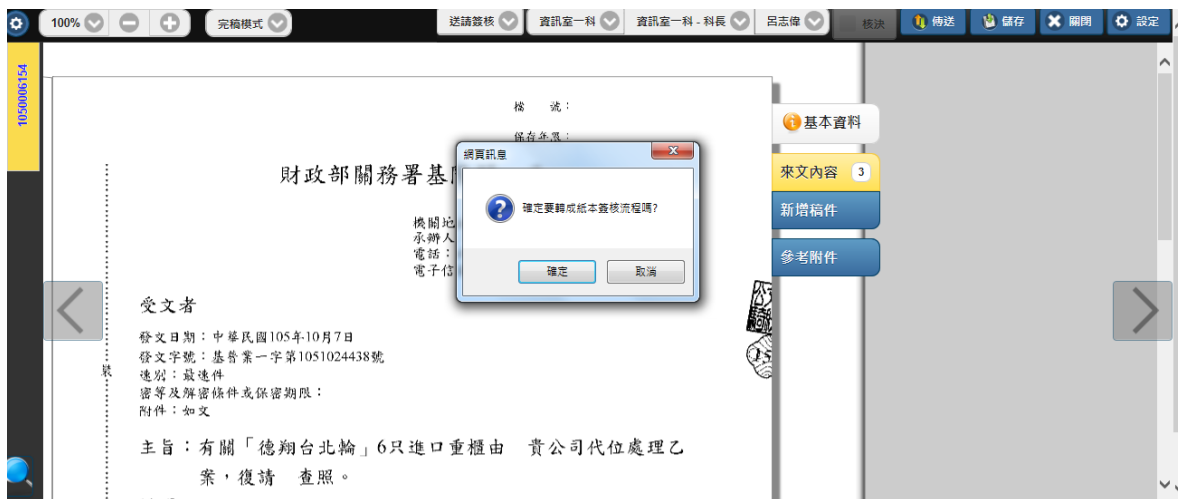 100%
完稿模式
送請簽核
資訊室一科
資訊室一科 - 科長
呂志偉
核決
傳送
儲存
關閉
設定
1050006154
檔 號：
保存年限：
網頁訊息
確定要轉成紙本簽核流程嗎?
確定
取消
財政部關務署基
機關地
承辦人
電話：
電子信
基本資料
來文內容 3
新增稿件
參考附件
受文者
發文日期：中華民國105年10月7日
發文字號：基普業一字第1051024438號
速別：最速件
密等及解密條件或保密期限：
附件：如文
裝
主旨：有關「德翔台北輪」6只進口重櫃由 貴公司代位處理乙
案，復請 查照。